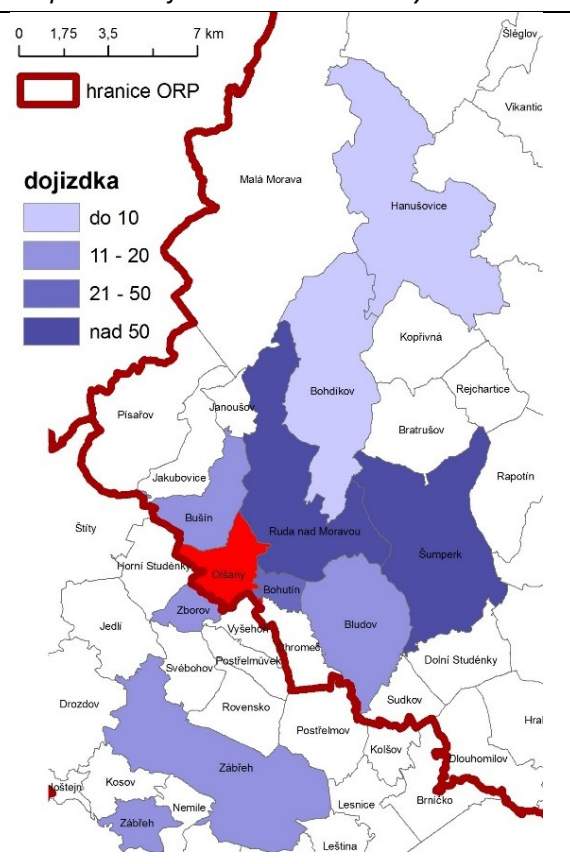 0 1,75 3,5 7 km
hranice ORP
dojizdka
do 10
11 - 20
21 - 50
nad 50
Šléglov
Vikantic
Malá Morava
Hanušovice
Kopřivná
Rejchartice
Bohdíkov
Písařov
Janoušov
Bratrušov
Jakubovice
Rapotín
Bušín
Štíty
Ruda nad Moravou
Šumperk
Horní Studénky
Olšany
Bohutín
Zborov
Bludov
Jedlí
Vyšehoř
Chromeč
Svébohov
Postřelmůvek
Dolní Studénky
Drozdov
Rovensko
Sudkov
Postřelmov
Hral
Kolšov
Dlouhomilov
Zábřeh
Kosov
Lesnice
Brníčko
Nemile
Zábřeh
Leština